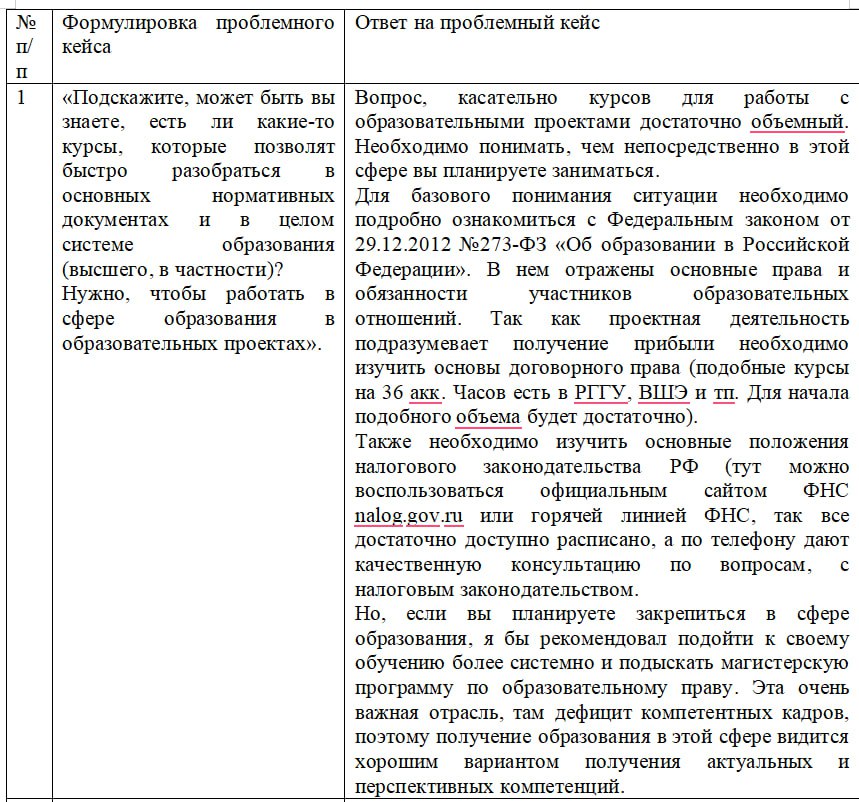 №
п/
п
Формулировка проблемного
кейса
Ответ на проблемный кейс
1
«Подскажите, может быть вы
знаете, есть ли какие-то
курсы, которые позволят
быстро разобраться в
основных нормативных
документах и в целом
системе образования
(высшего, в частности)?
Нужно, чтобы работать в
сфере образования в
образовательных проектах».
Вопрос, касательно курсов для работы с
образовательными проектами достаточно объемный.
Необходимо понимать, чем непосредственно в этой
сфере вы планируете заниматься.
Для базового понимания ситуации необходимо
подробно ознакомиться с Федеральным законом от
29.12.2012 №273-ФЗ «Об образовании в Российской
Федерации». В нем отражены основные права и
обязанности участников образовательных
отношений. Так как проектная деятельность
подразумевает получение прибыли необходимо
изучить основы договорного права (подобные курсы
на 36 акк. Часов есть в РГГУ, ВШЭ и тп. Для начала
подобного объема будет достаточно).
Также необходимо изучить основные положения
налогового законодательства РФ (тут можно
воспользоваться официальным сайтом ФНС
nalog.gov.ru или горячей линией ФНС, так все
достаточно доступно расписано, а по телефону дают
качественную консультацию по вопросам, с
налоговым законодательством.
Но, если вы планируете закрепиться в сфере
образования, я бы рекомендовал подойти к своему
обучению более системно и подыскать магистерскую
программу по образовательному праву. Эта очень
важная отрасль, там дефицит компетентных кадров,
поэтому получение образования в этой сфере видится
хорошим вариантом получения актуальных и
перспективных компетенций.